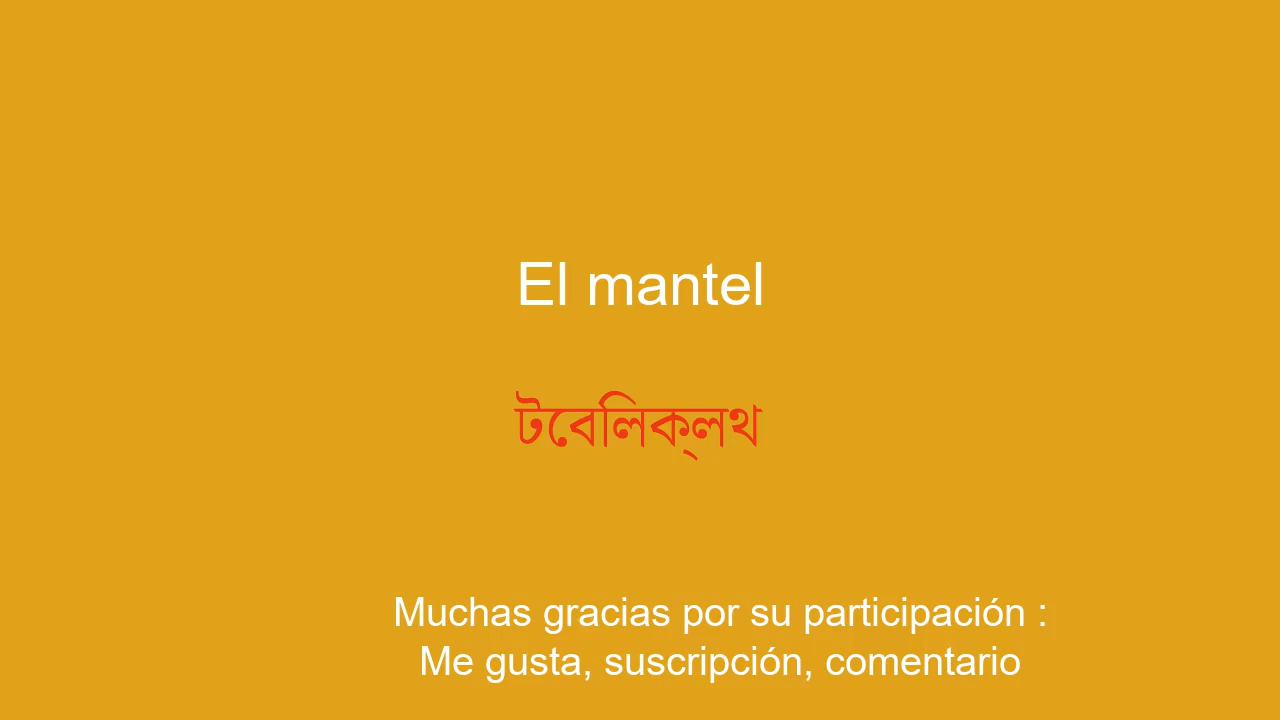 El mantel
টেবিলক্লথ
Muchas gracias por su participación :
Me gusta, suscripción, comentario